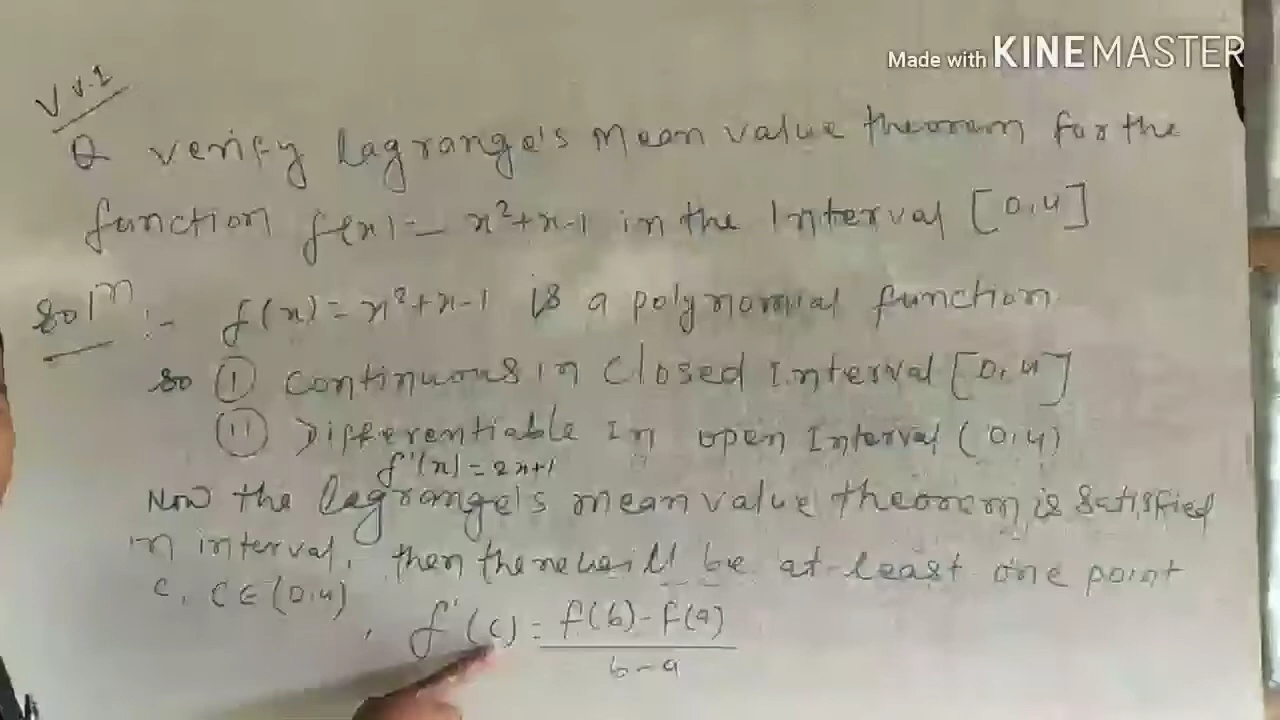 Made with KINEMASTER
V V.I
Q verify Lagrange's Mean value theorem for the
function f(x) = x²+x-1 in the Interval [0,4]
Solⁿ :- f(x) = x²+x-1 is a polynomial function
so (I) continuous in closed Interval [0,4]
(II) Differentiable In open Interval (0,4)
f'(x) = 2x+1
Now the Lagrange's mean value theorem is satisfied
in interval, then there will be at least one point
c, c∈(0,4)
, f'(c) = f(b)-f(a)
b-a